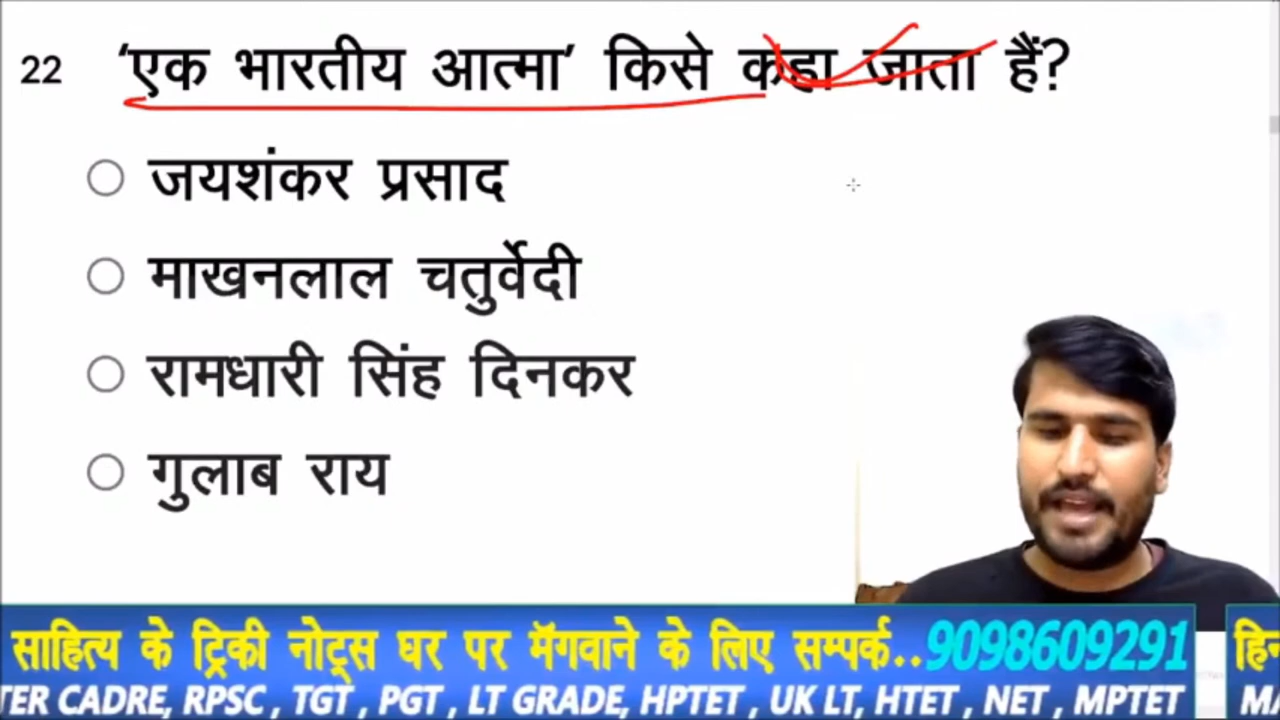 22 'एक भारतीय आत्मा' किसे कहा जाता हैं?
जयशंकर प्रसाद
माखनलाल चतुर्वेदी
रामधारी सिंह दिनकर
गुलाब राय
साहित्य के ट्रिकी नोट्स घर पर मँगवाने के लिए सम्पर्क..9098609291
TER CADRE, RPSC , TGT , PGT , LT GRADE, HPTET , UK LT, HTET , NET , MPTET